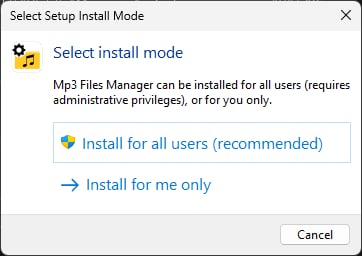 Select Setup Install Mode
Select install mode
Mp3 Files Manager can be installed for all users (requires
administrative privileges), or for you only.
Install for all users (recommended)
Install for me only
Cancel